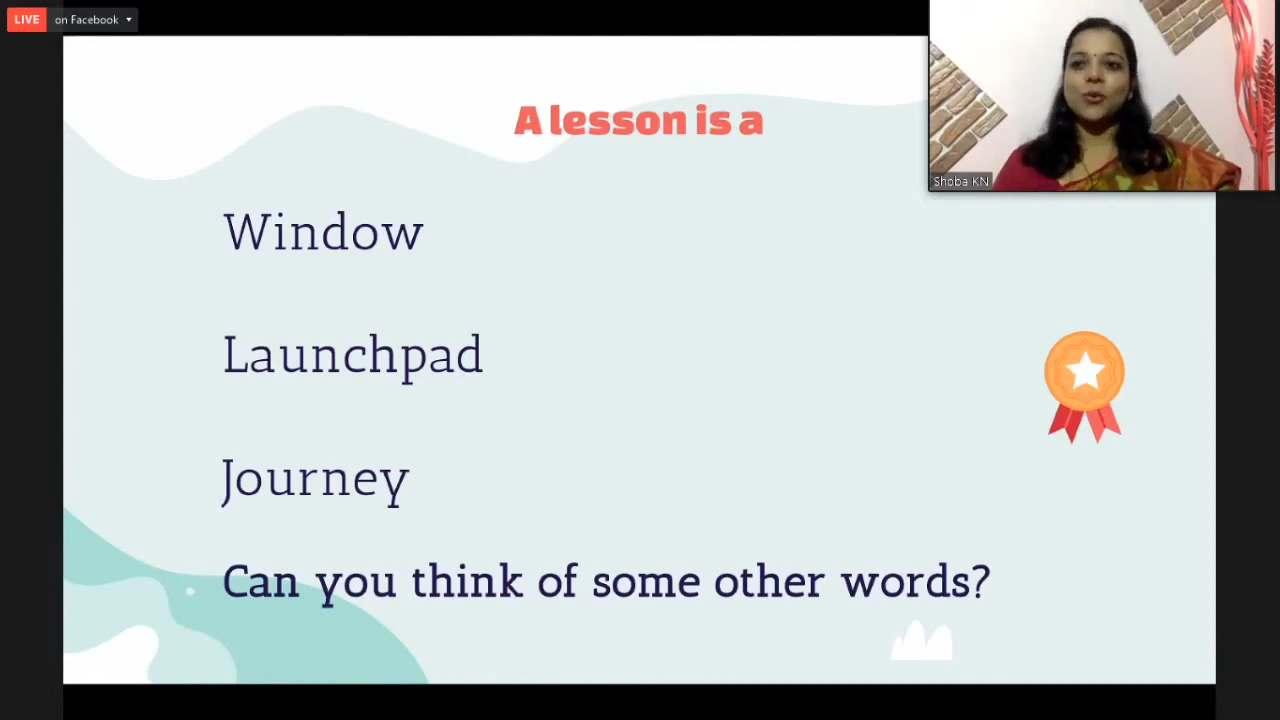 LIVE on Facebook
A lesson is a
Shoba KN
Window
Launchpad
Journey
Can you think of some other words?